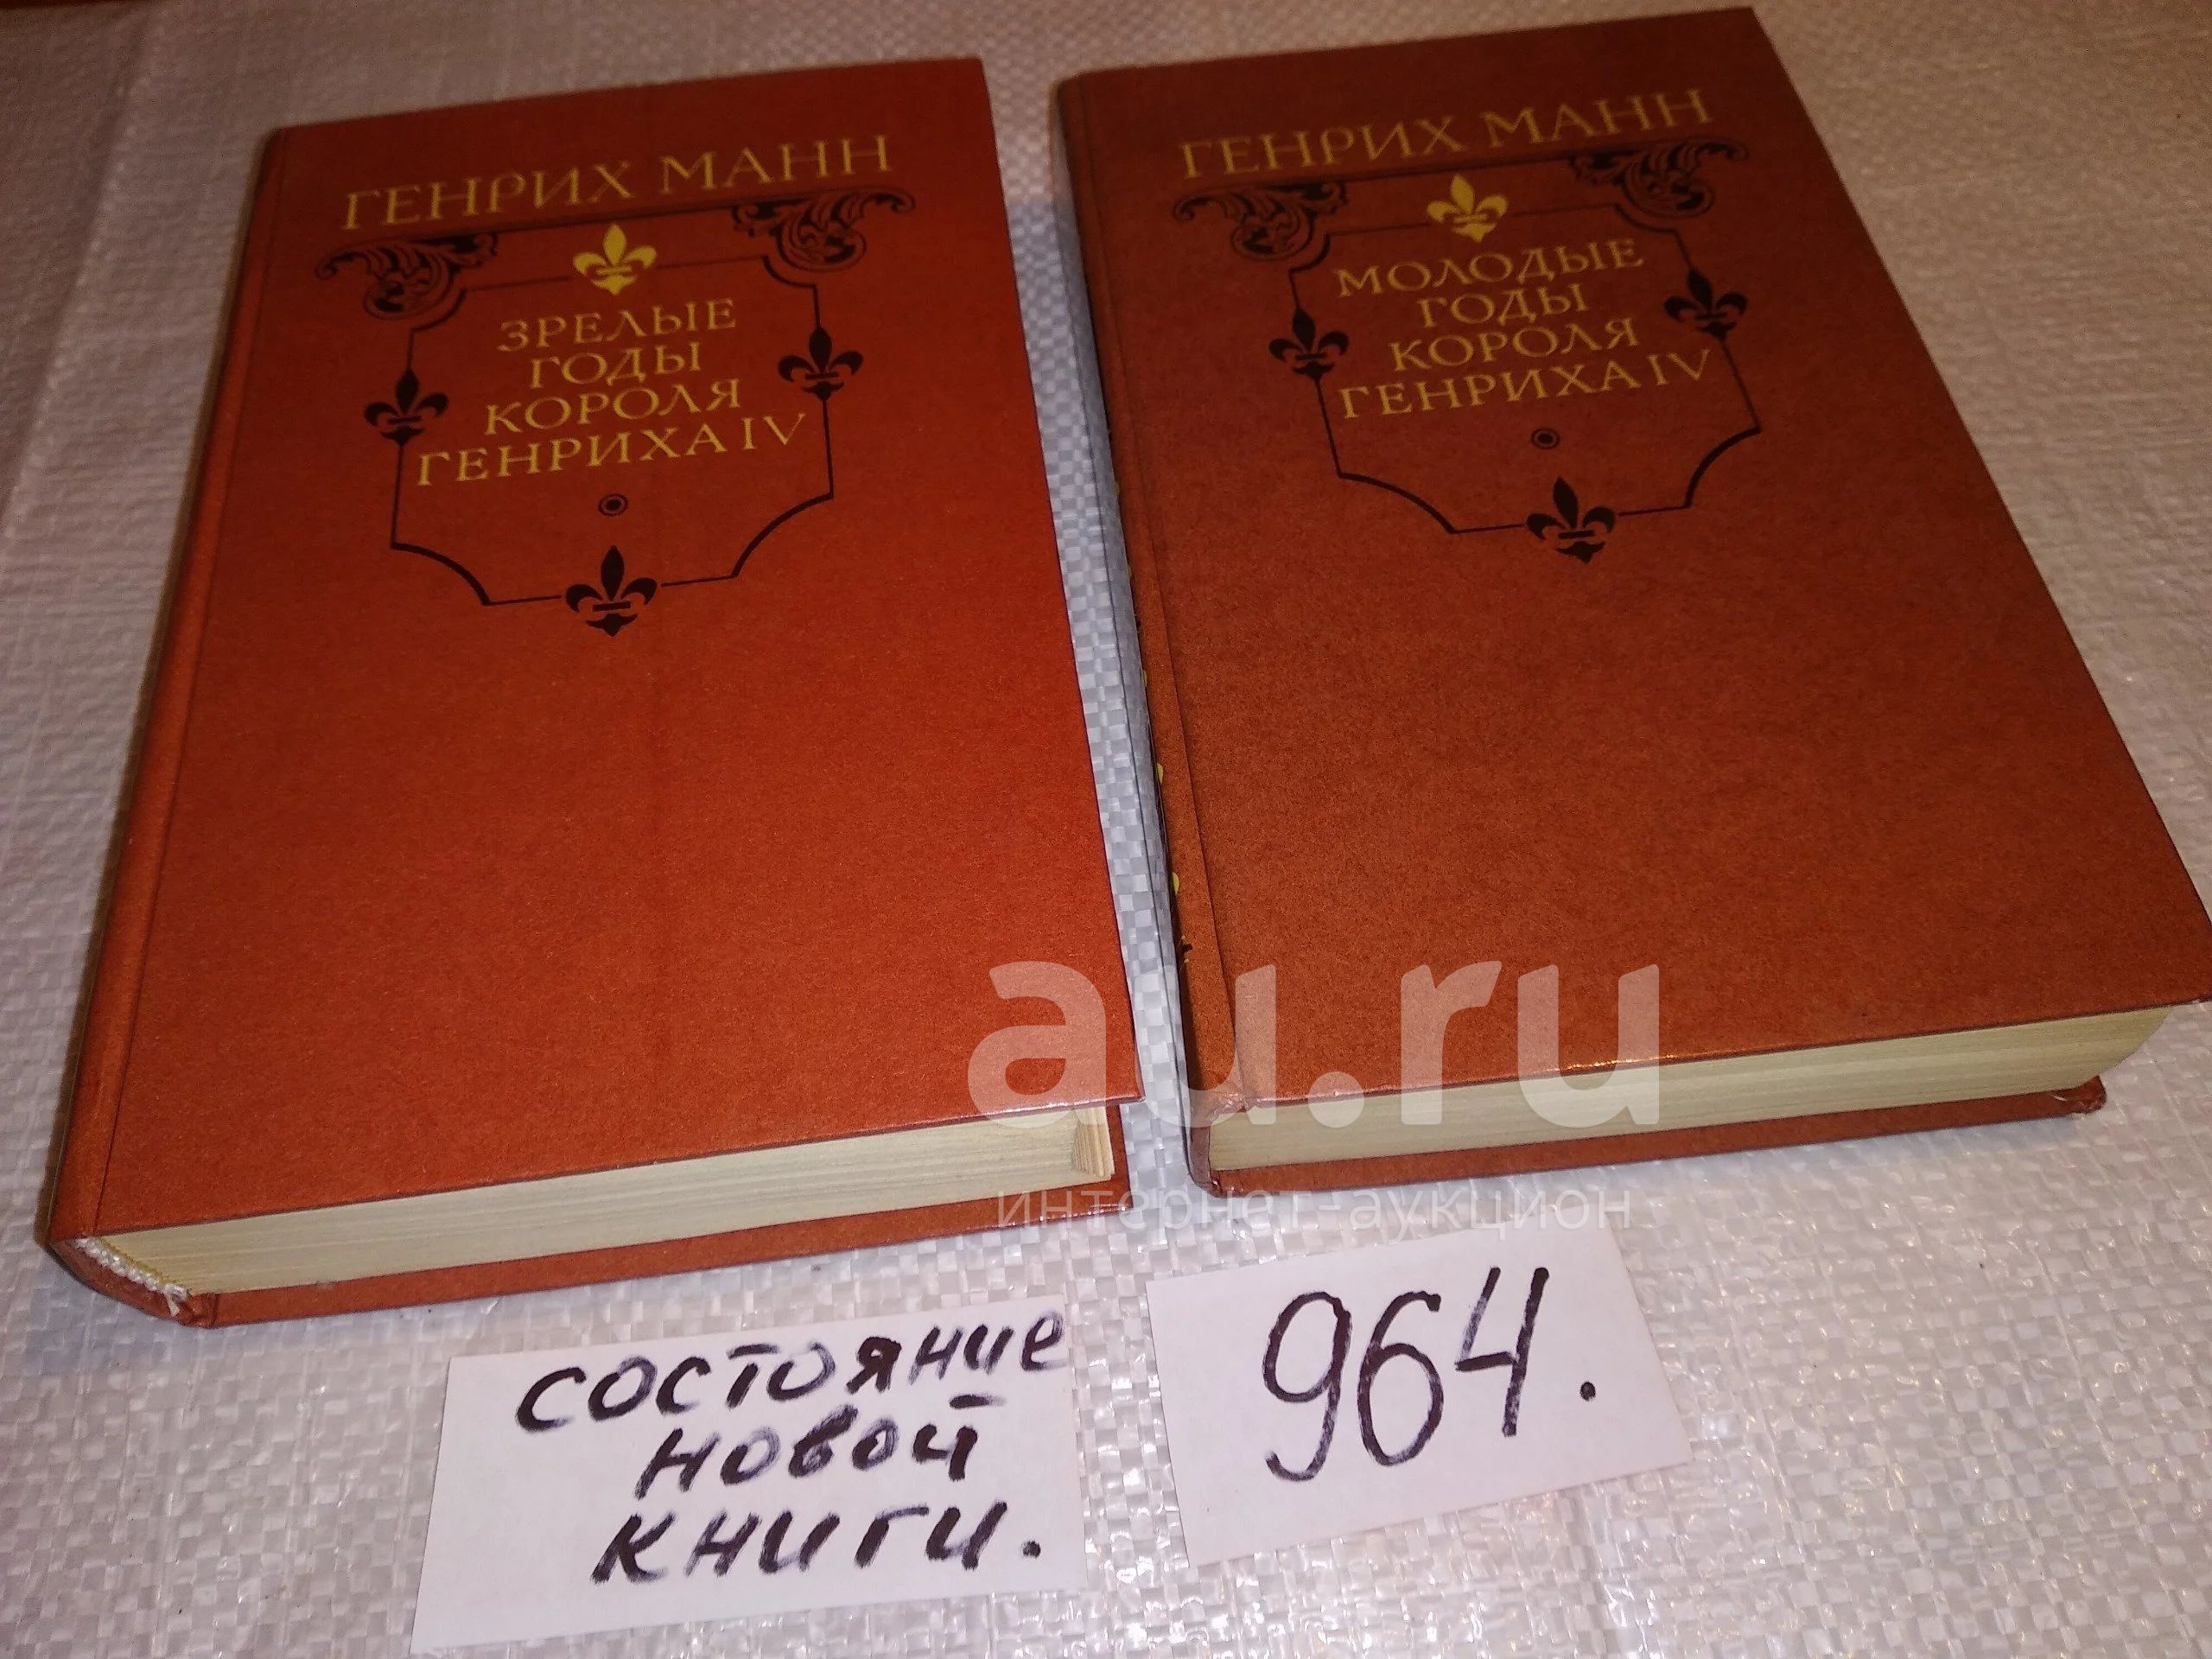 ГЕНРИХ МАНН
ЗРЕЛЫЕ
ГОДЫ
КОРОЛЯ
ГЕНРИХА IV
ГЕНРИХ МАНН
МОЛОДЫЕ
ГОДЫ
КОРОЛЯ
ГЕНРИХА IV
au.ru
интернет-аукцион
состояние
новой
книги.
964.